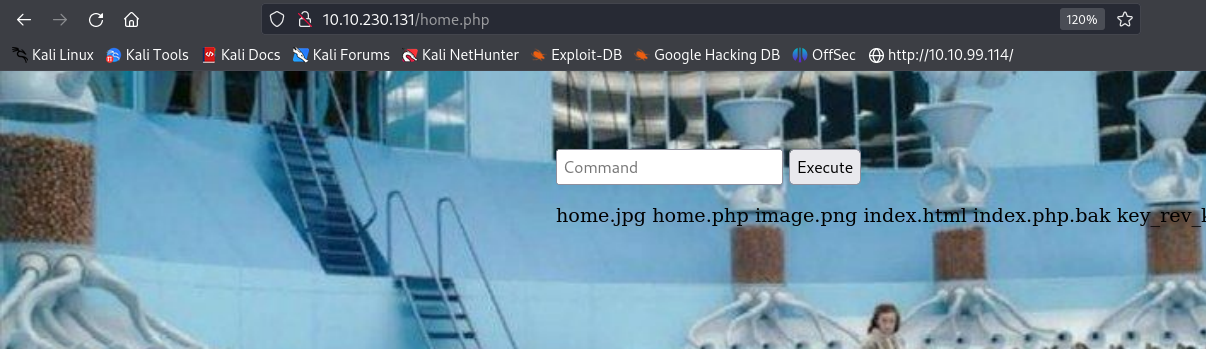 10.10.230.131/home.php
120%
Kali Linux Kali Tools Kali Docs Kali Forums Kali NetHunter Exploit-DB Google Hacking DB OffSec http://10.10.99.114/
Command Execute
home.jpg home.php image.png index.html index.php.bak key_rev_k